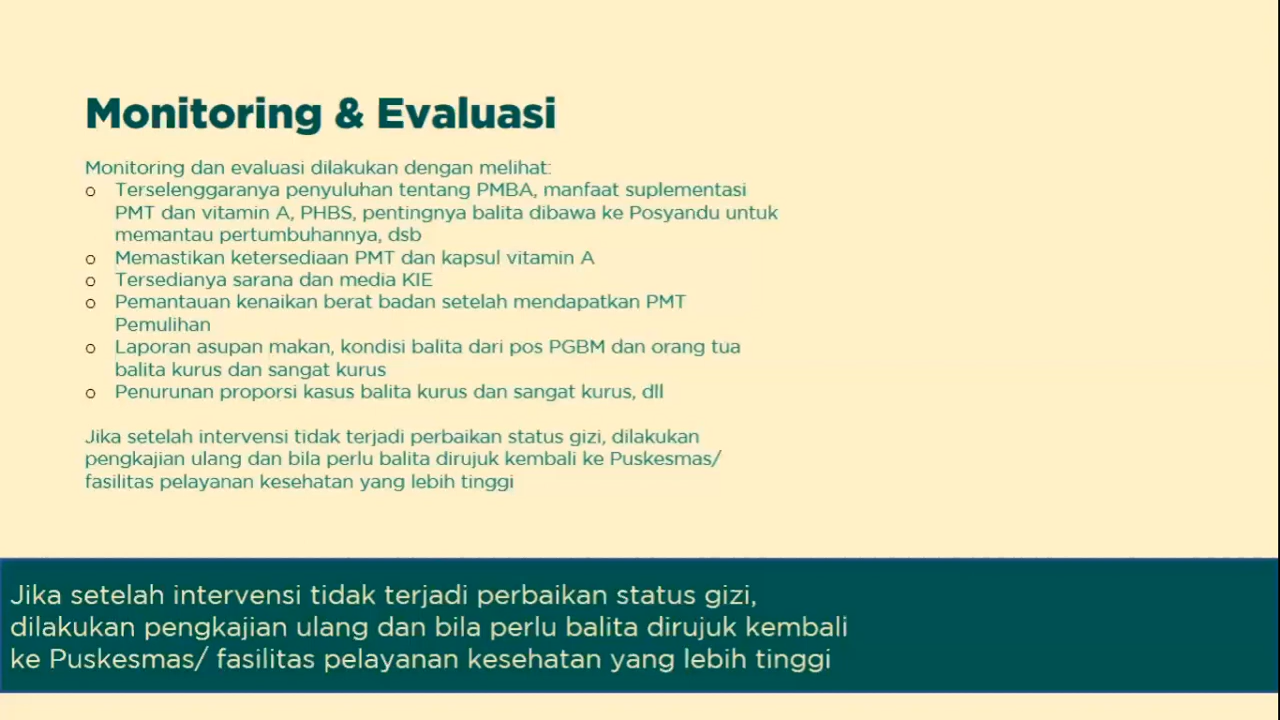 Monitoring & Evaluasi
Monitoring dan evaluasi dilakukan dengan melihat:
o Terselenggaranya penyuluhan tentang PMBA, manfaat suplementasi
PMT dan vitamin A, PHBS, pentingnya balita dibawa ke Posyandu untuk
memantau pertumbuhannya, dsb
o Memastikan ketersediaan PMT dan kapsul vitamin A
o Tersedianya sarana dan media KIE
o Pemantauan kenaikan berat badan setelah mendapatkan PMT
Pemulihan
o Laporan asupan makan, kondisi balita dari pos PGBM dan orang tua
balita kurus dan sangat kurus
o Penurunan proporsi kasus balita kurus dan sangat kurus, dll
Jika setelah intervensi tidak terjadi perbaikan status gizi, dilakukan
pengkajian ulang dan bila perlu balita dirujuk kembali ke Puskesmas/
fasilitas pelayanan kesehatan yang lebih tinggi
Jika setelah intervensi tidak terjadi perbaikan status gizi,
dilakukan pengkajian ulang dan bila perlu balita dirujuk kembali
ke Puskesmas/ fasilitas pelayanan kesehatan yang lebih tinggi